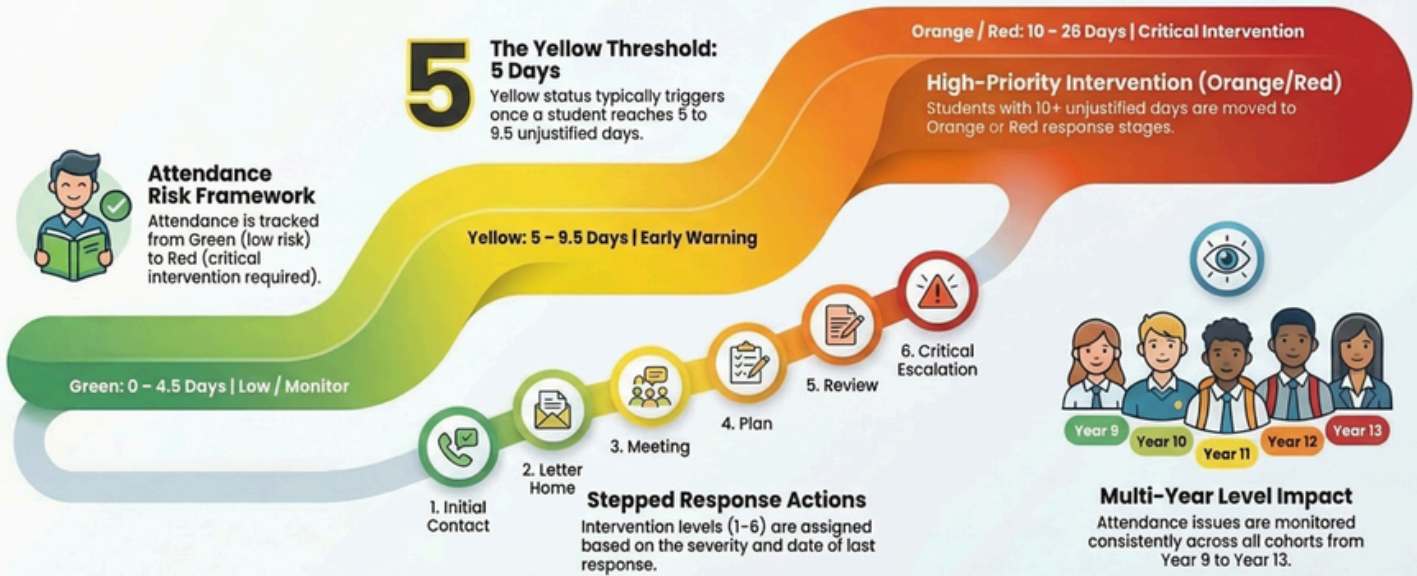 Attendance
Risk Framework
Attendance is tracked
from Green (low risk)
to Red (critical
intervention required).
5
The Yellow Threshold:
5 Days
Yellow status typically triggers
once a student reaches 5 to
9.5 unjustified days.
Orange / Red: 10 – 26 Days | Critical Intervention
High-Priority Intervention (Orange/Red)
Students with 10+ unjustified days are moved to
Orange or Red response stages.
Yellow: 5 – 9.5 Days | Early Warning
Green: 0 – 4.5 Days | Low / Monitor
1. Initial
Contact
2. Letter
Home
3. Meeting
4. Plan
5. Review
6. Critical
Escalation
Stepped Response Actions
Intervention levels (1-6) are assigned
based on the severity and date of last
response.
Year 9
Year 10
Year 11
Year 12
Year 13
Multi-Year Level Impact
Attendance issues are monitored
consistently across all cohorts from
Year 9 to Year 13.